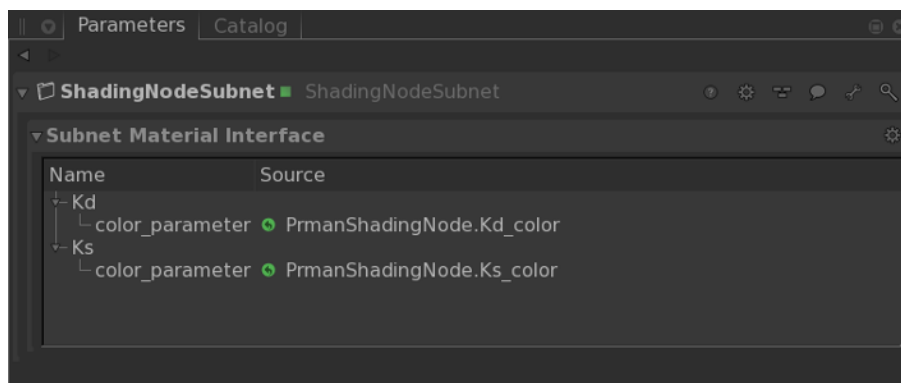 Parameters Catalog
ShadingNodeSubnet ShadingNodeSubnet
Subnet Material Interface
Name Source
Kd
color_parameter PrmanShadingNode.Kd_color
Ks
color_parameter PrmanShadingNode.Ks_color